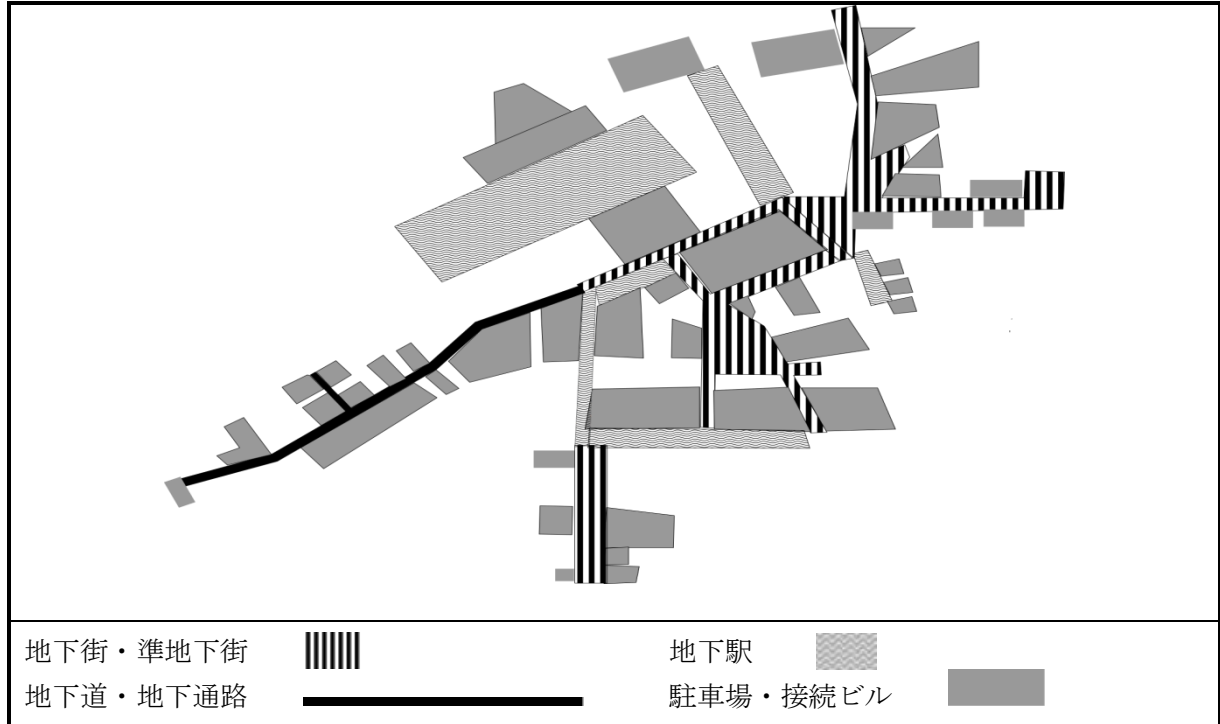 地下街・準地下街
地下駅
地下道・地下通路
駐車場・接続ビル